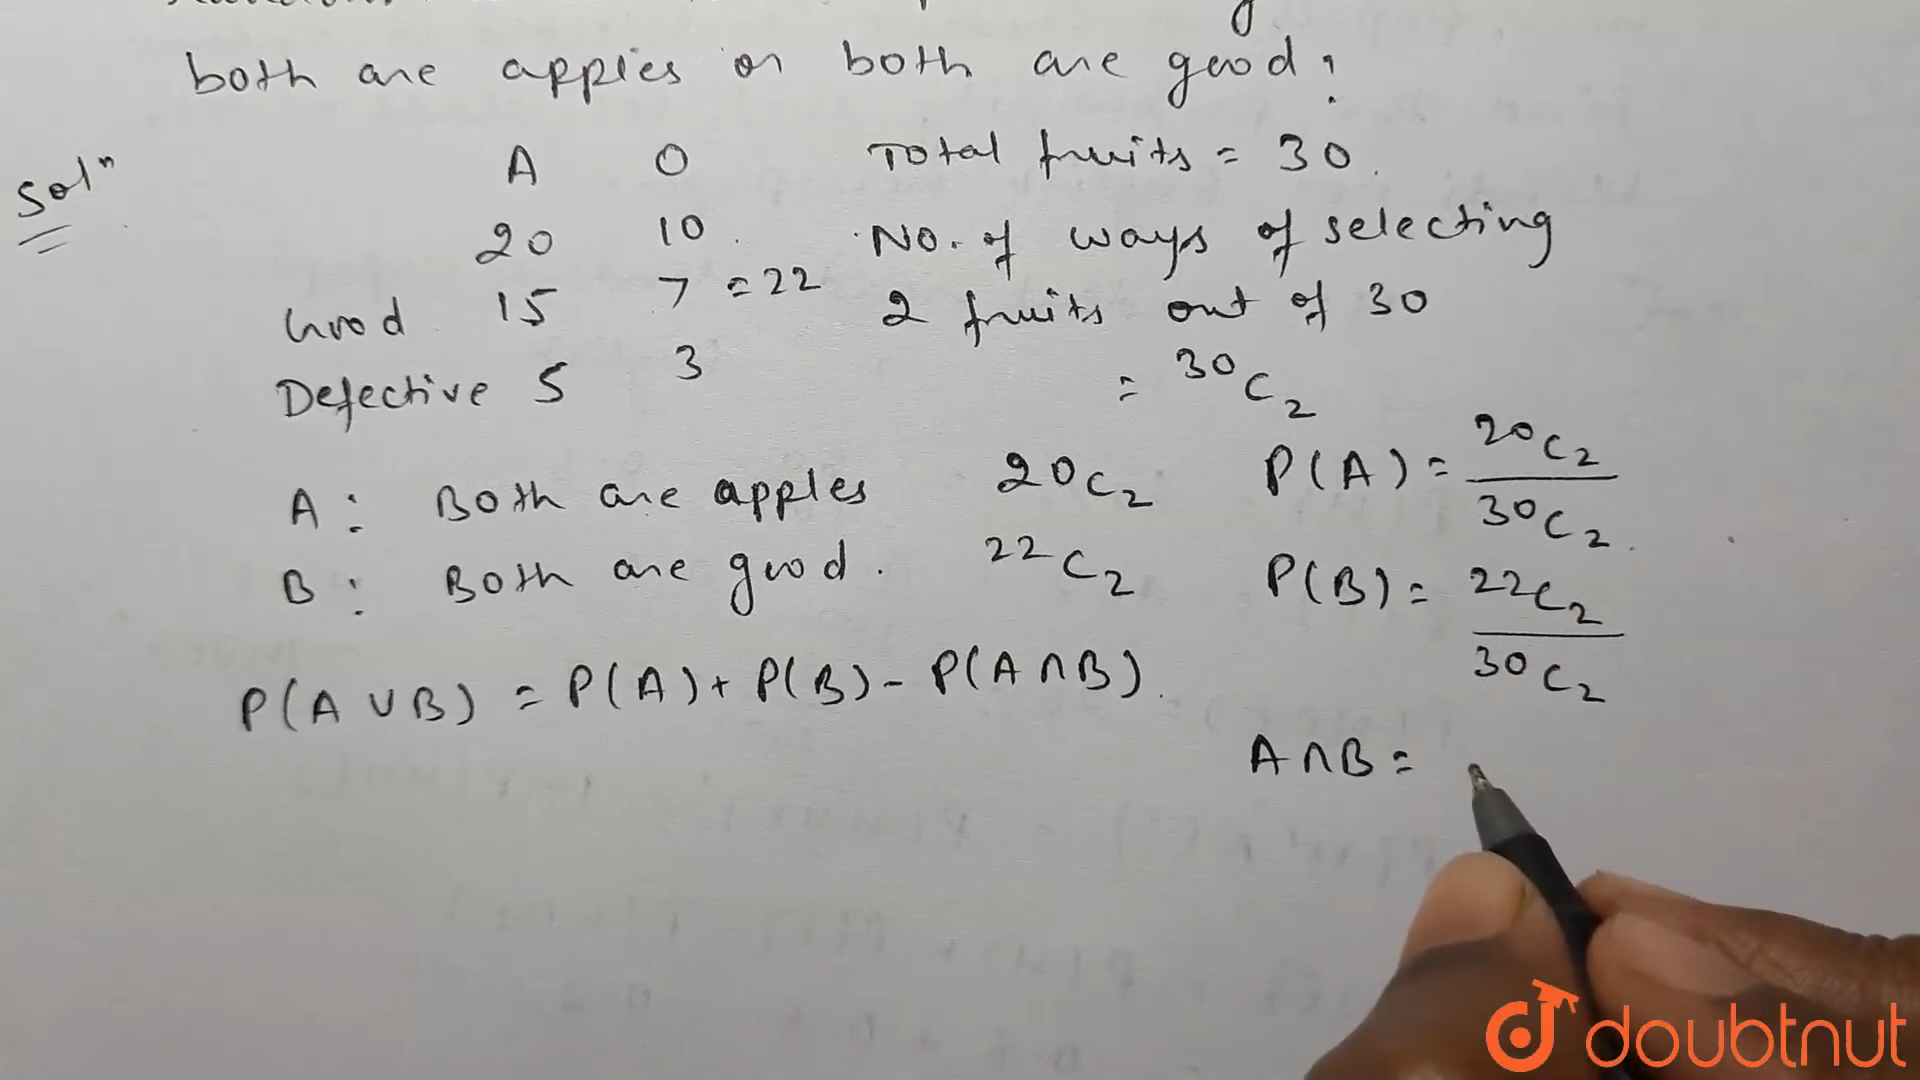 both are apples or both are good?
Solⁿ
A O
20 10
Good 15 7 = 22
Defective 5 3
Total fruits = 30.
No. of ways of selecting
2 fruits out of 30
= ³⁰C₂
A : Both are apples ²⁰C₂
B : Both are good. ²²C₂
P(A) = ²⁰C₂ / ³⁰C₂
P(B) = ²²C₂ / ³⁰C₂
P(A ∪ B) = P(A) + P(B) - P(A ∩ B).
A ∩ B =
doubtnut